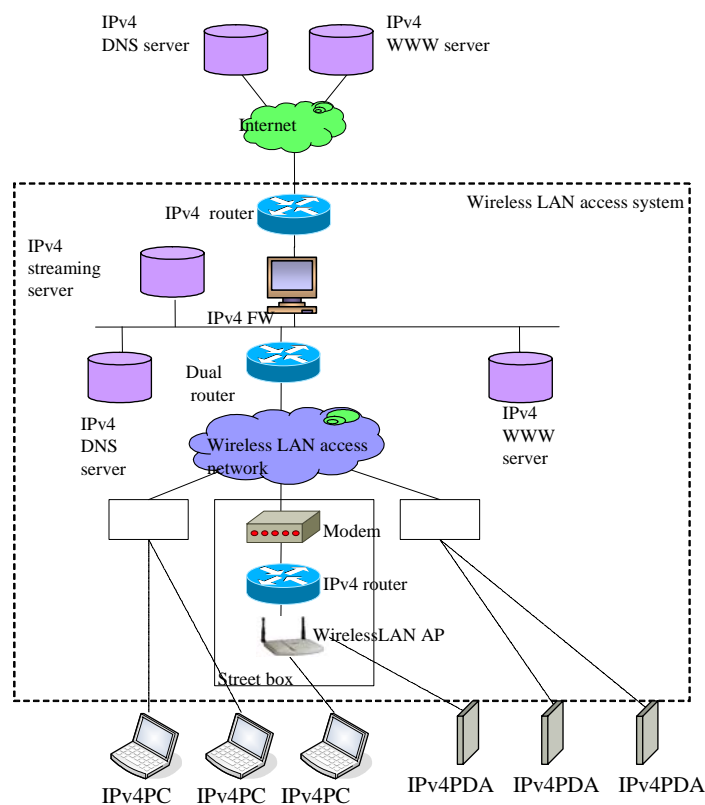 IPv4
DNS server
IPv4
WWW server
Internet
Wireless LAN access system
IPv4 router
IPv4
streaming
server
IPv4 FW
Dual
router
IPv4
DNS
server
IPv4
WWW
server
Wireless LAN access
network
Modem
IPv4 router
WirelessLAN AP
Street box
IPv4PC
IPv4PC
IPv4PC
IPv4PDA
IPv4PDA
IPv4PDA